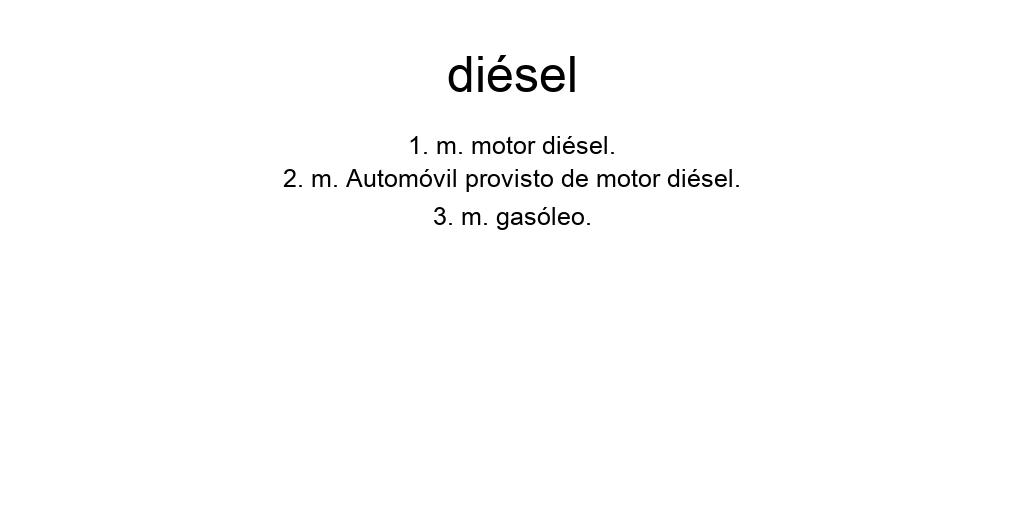 diésel
1. m. motor diésel.
2. m. Automóvil provisto de motor diésel.
3. m. gasóleo.